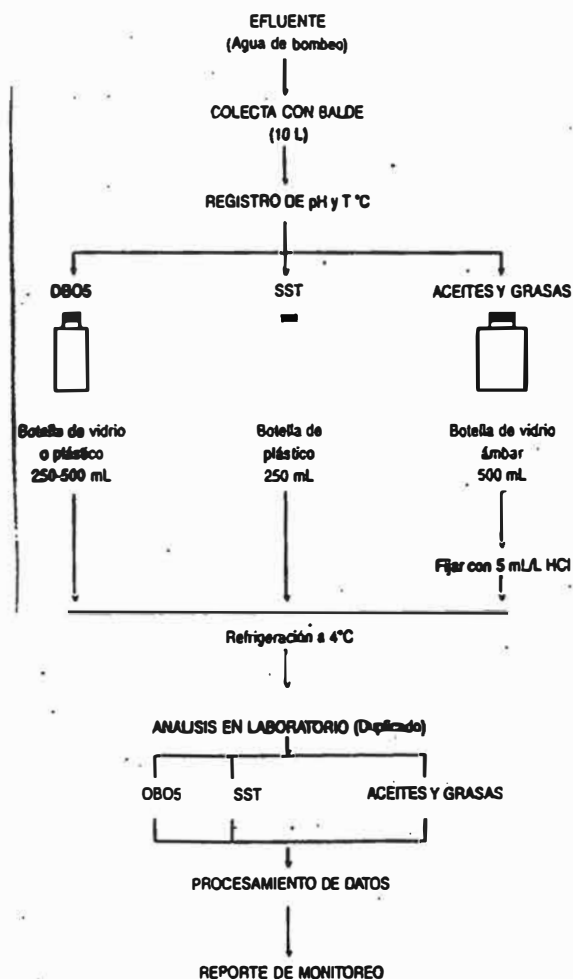 EFLUENTE
(Agua de bombeo)
COLECTA CON BALDE
(10 L)
REGISTRO DE pH y T °C
DBO5
SST
ACEITES Y GRASAS
Botella de vidrio
o plástico
250-500 mL
Botella de
plástico
250 mL
Botella de vidrio
ámbar
500 mL
Fijar con 5 mL/L HCl
Refrigeración a 4°C
ANALISIS EN LABORATORIO (Duplicado)
OBO5
SST
ACEITES Y GRASAS
PROCESAMIENTO DE DATOS
REPORTE DE MONITOREO